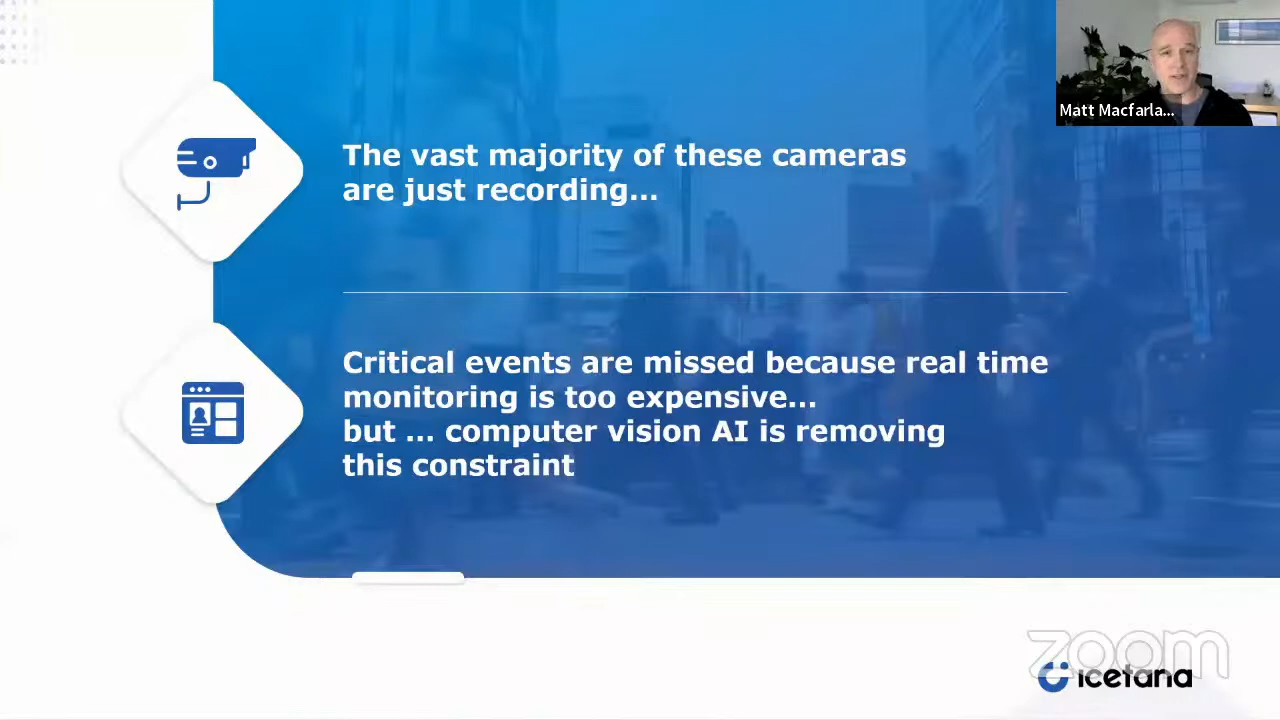 Matt Macfarla...
The vast majority of these cameras
are just recording...
Critical events are missed because real time
monitoring is too expensive...
but ... computer vision AI is removing
this constraint
zoom
icetana